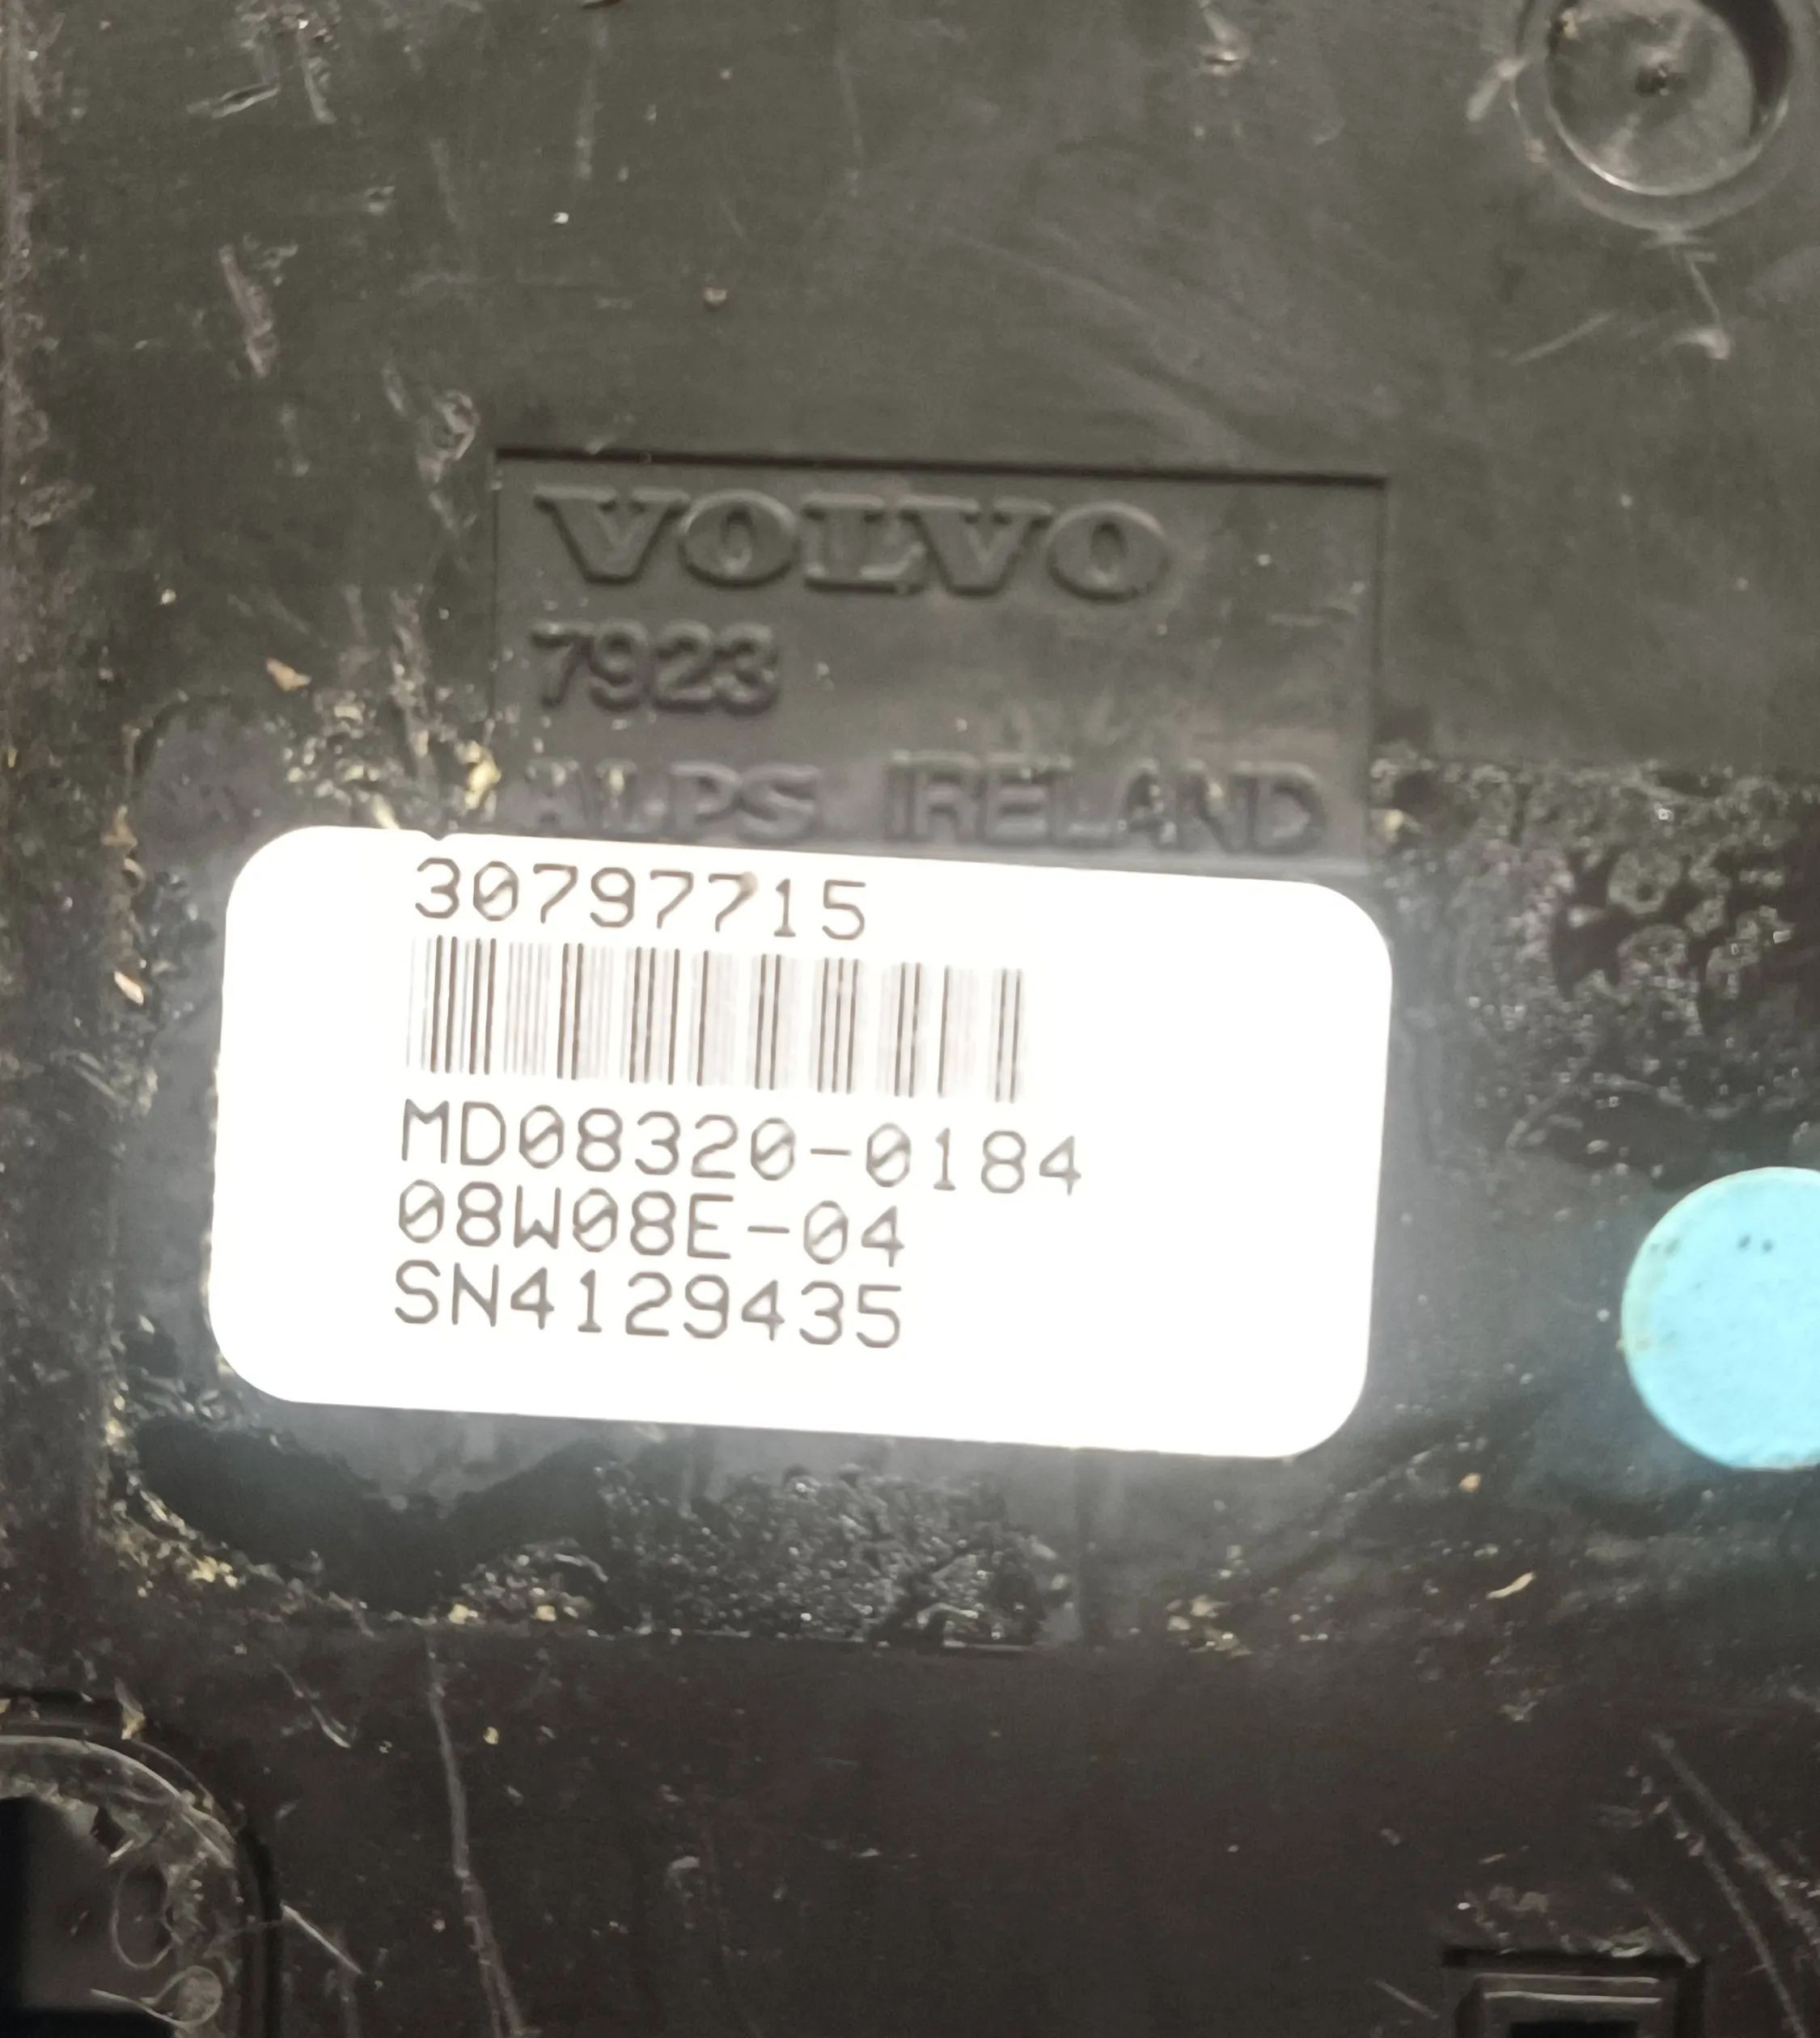 VOLVO
7923
ALPS IRELAND
30797715
MD08320-0184
08W08E-04
SN4129435